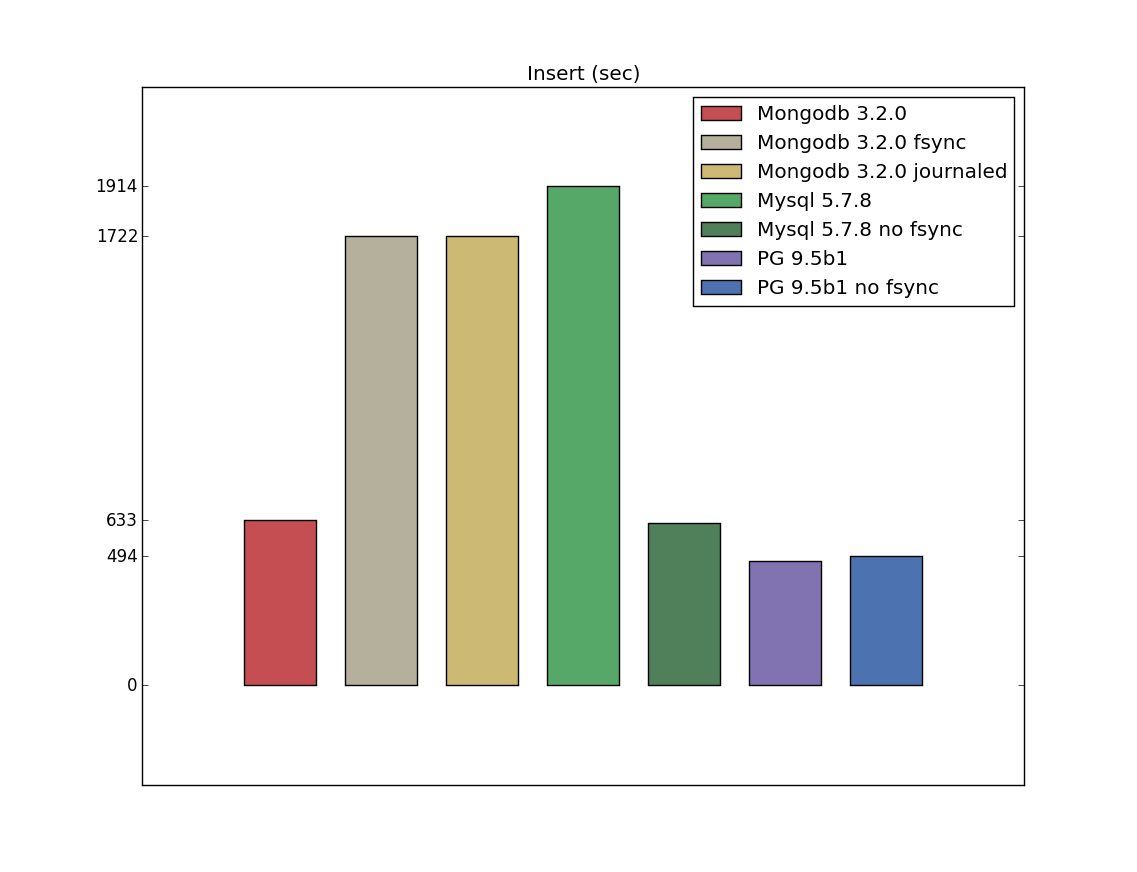 Insert (sec)
Mongodb 3.2.0
Mongodb 3.2.0 fsync
Mongodb 3.2.0 journaled
Mysql 5.7.8
Mysql 5.7.8 no fsync
PG 9.5b1
PG 9.5b1 no fsync
1914
1722
633
494
0